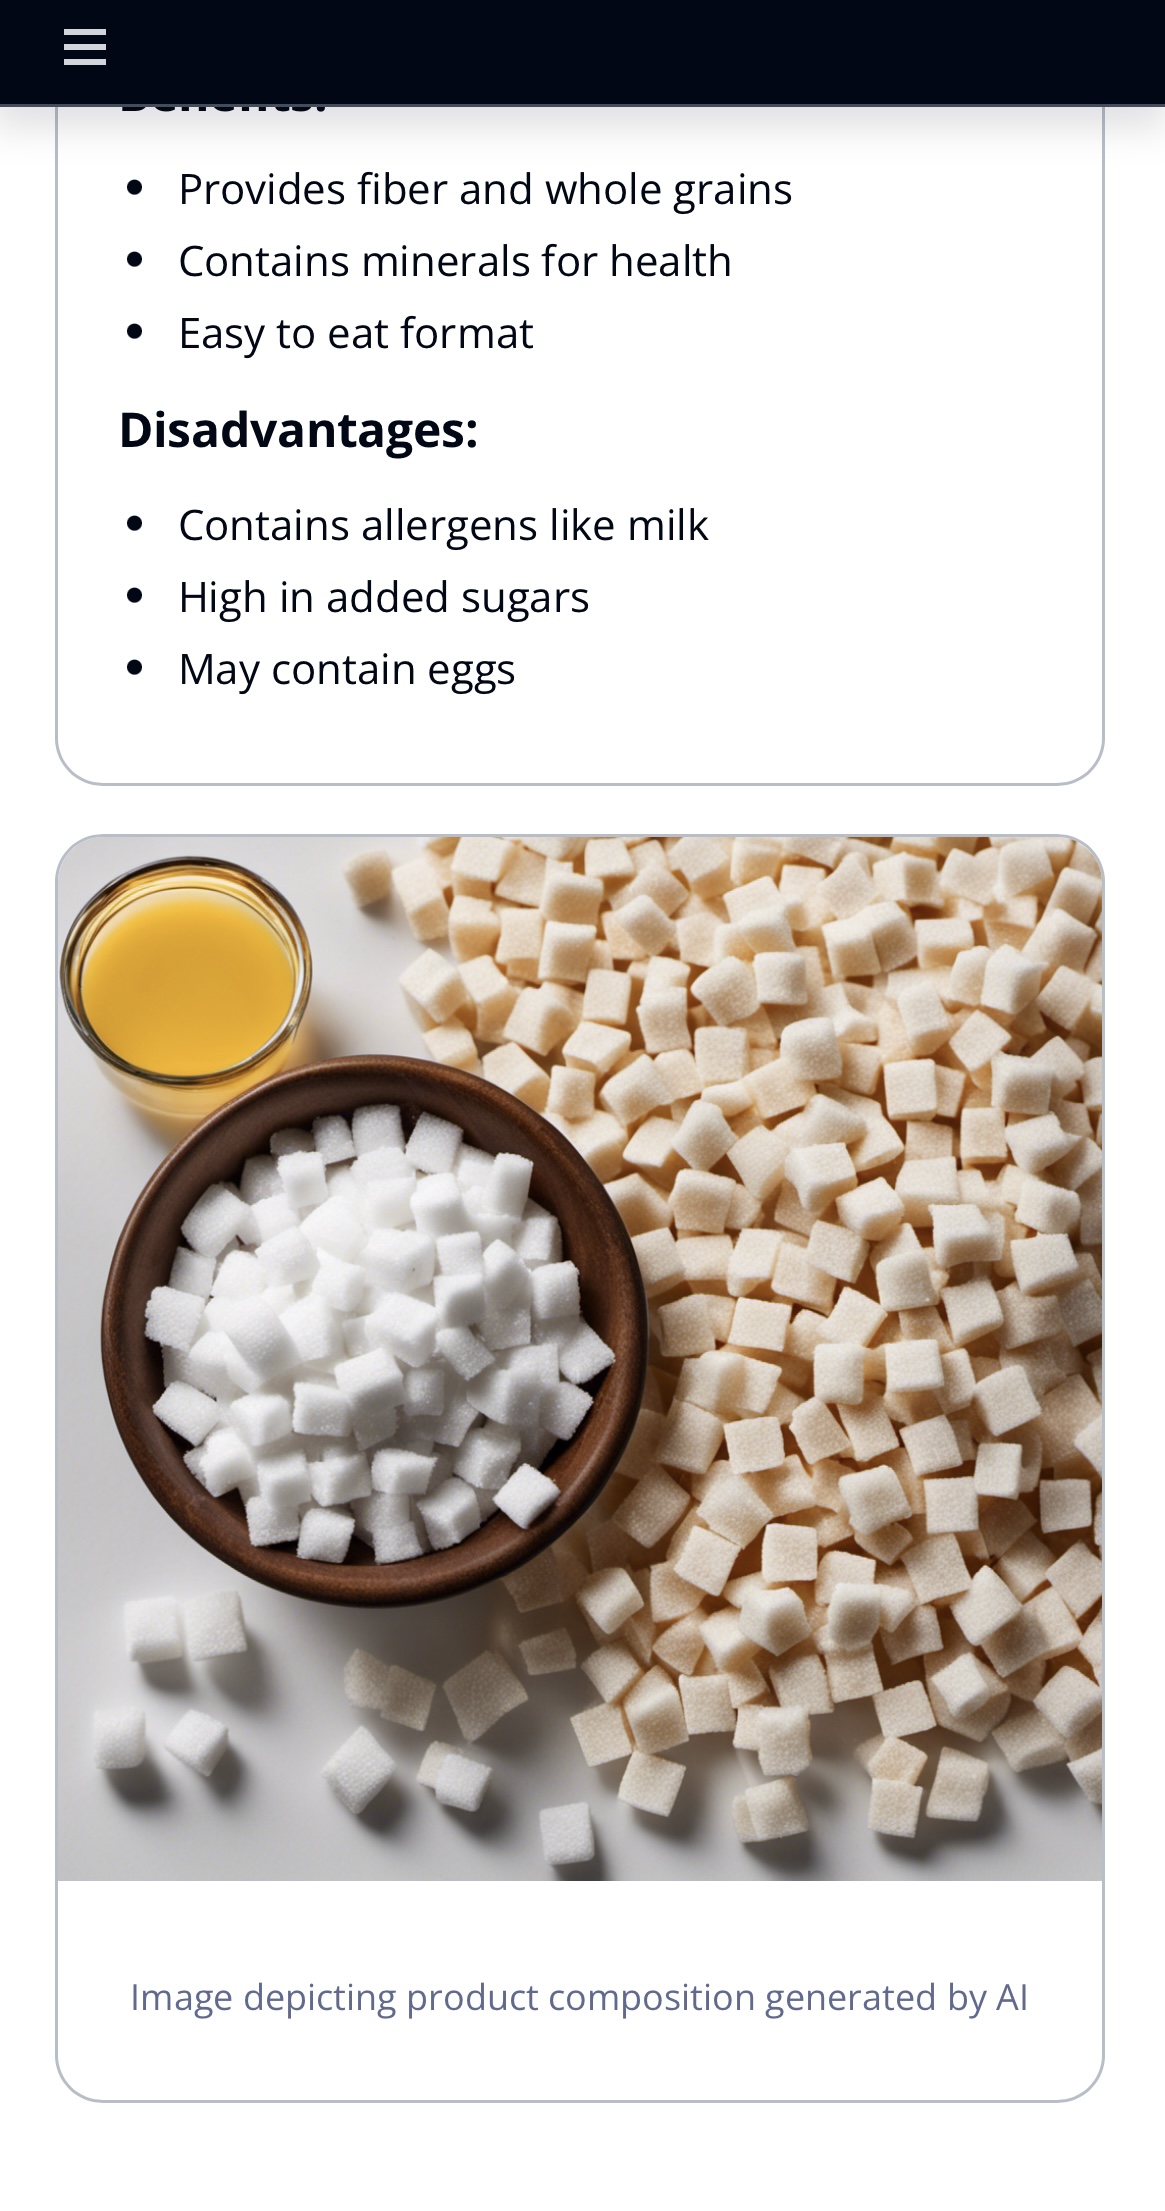 Benefits:
Provides fiber and whole grains
Contains minerals for health
Easy to eat format
Disadvantages:
Contains allergens like milk
High in added sugars
May contain eggs
Image depicting product composition generated by AI